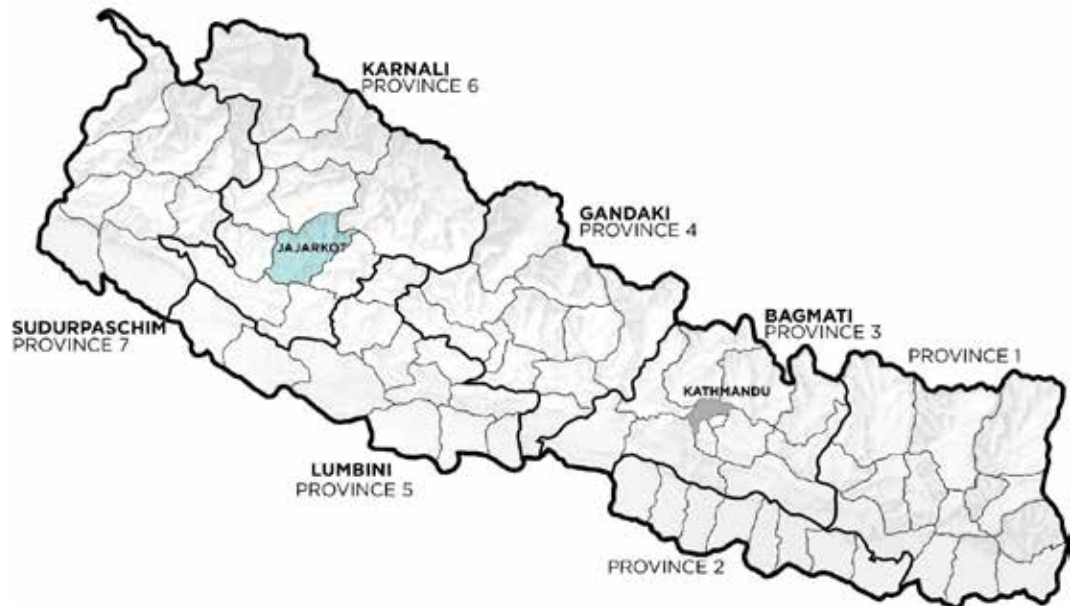 KARNALI
PROVINCE 6
GANDAKI
PROVINCE 4
JAJARKOT
BAGMATI
PROVINCE 3
SUDURPASCHIM
PROVINCE 7
PROVINCE 1
KATHMANDU
LUMBINI
PROVINCE 5
PROVINCE 2